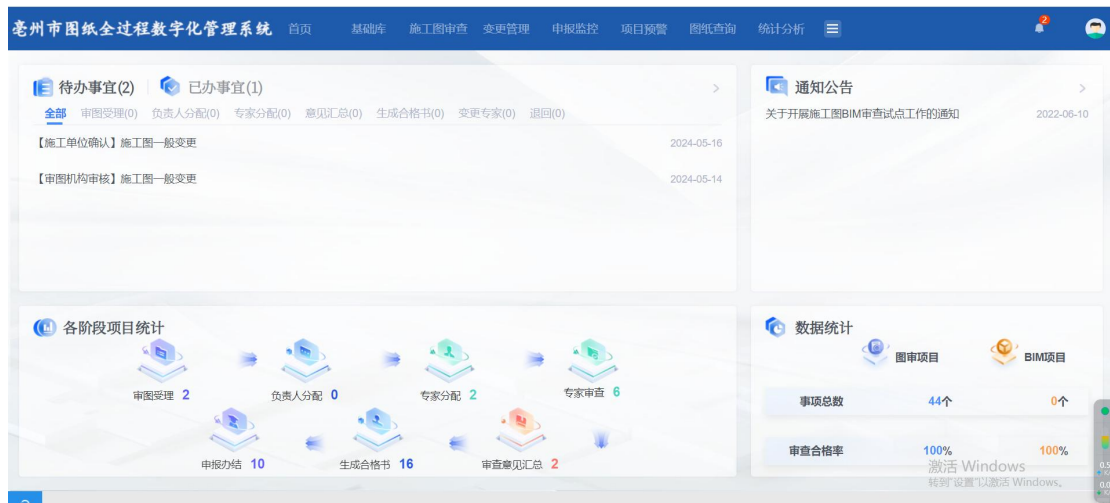 亳州市图纸全过程数字化管理系统 首页 基础库 施工图审查 变更管理 申报监控 项目预警 图纸查询 统计分析 2
待办事宜(2) 已办事宜(1)
全部 审图受理(0) 负责人分配(0) 专家分配(0) 意见汇总(0) 生成合格书(0) 变更专家(0) 退回(0)
【施工单位确认】施工图一般变更 2024-05-16
【审图机构审核】施工图一般变更 2024-05-14
通知公告
关于开展施工图BIM审查试点工作的通知 2022-06-10
各阶段项目统计
审图受理 2 负责人分配 0 专家分配 2 专家审查 6
申报办结 10 生成合格书 16 审查意见汇总 2
数据统计
图审项目 BIM项目
事项总数 44个 0个
审查合格率 100% 100%
激活 Windows
转到"设置"以激活 Windows。